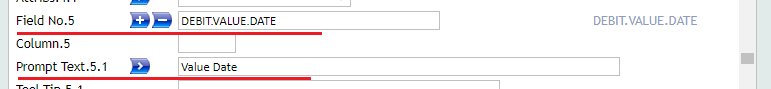 Field No.5 DEBIT.VALUE.DATE DEBIT.VALUE.DATE
Column.5
Prompt Text.5.1 Value Date